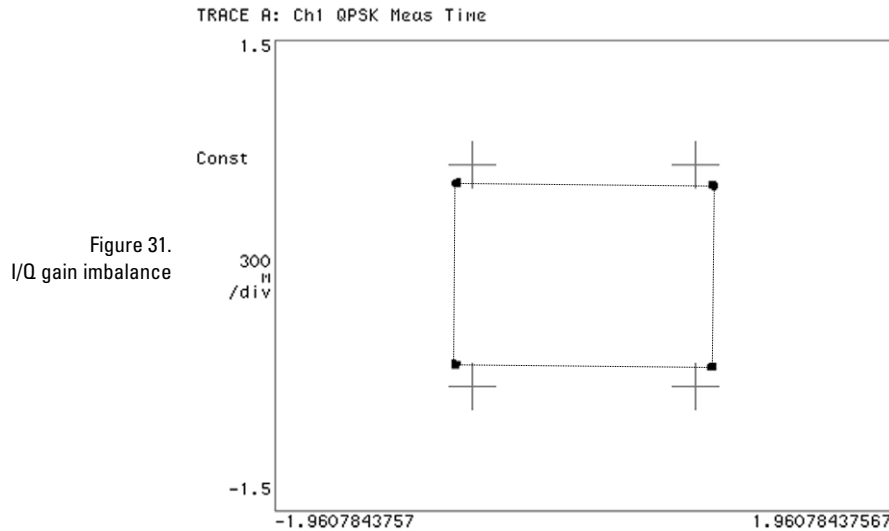 TRACE A: Ch1 QPSK Meas Time
1.5
Const
Figure 31.
I/Q gain imbalance
300
M
/div
-1.5
-1.9607843757
1.96078437567